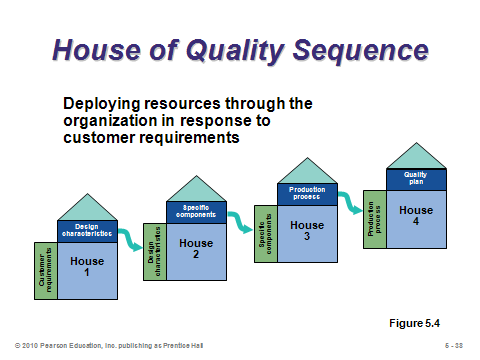 House of Quality Sequence
Deploying resources through the
organization in response to
customer requirements
Design
characteristics
Customer
requirements
House
1
Specific
components
Design
characteristics
House
2
Production
process
Specific
components
House
3
Quality
plan
Production
process
House
4
Figure 5.4
© 2010 Pearson Education, Inc. publishing as Prentice Hall
6 - 38